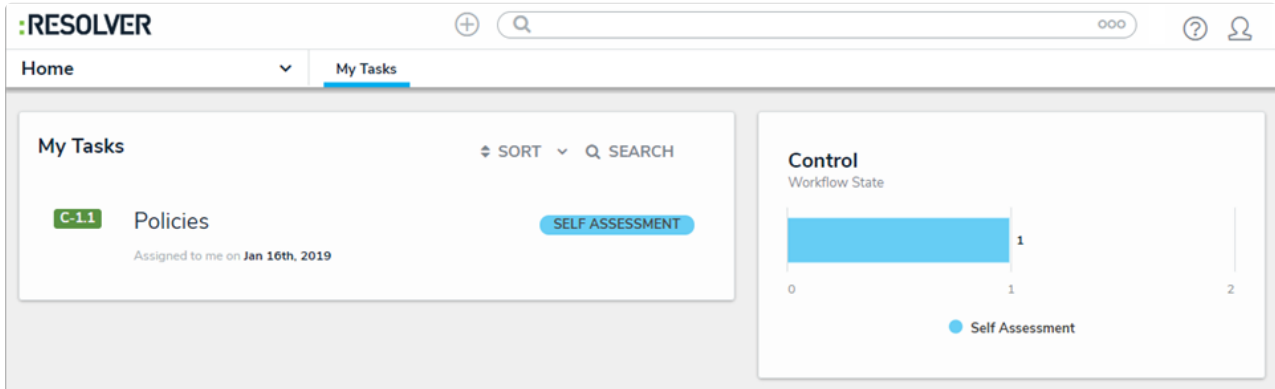 :RESOLVER
ooo
?
Home
My Tasks
My Tasks
SORT
SEARCH
C-1.1
Policies
SELF ASSESSMENT
Assigned to me on Jan 16th, 2019
Control
Workflow State
1
0 1 2
Self Assessment